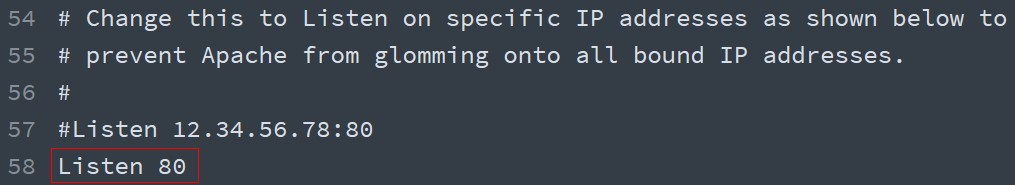 54 # Change this to Listen on specific IP addresses as shown below to
55 # prevent Apache from glomming onto all bound IP addresses.
56 #
57 #Listen 12.34.56.78:80
58 Listen 80